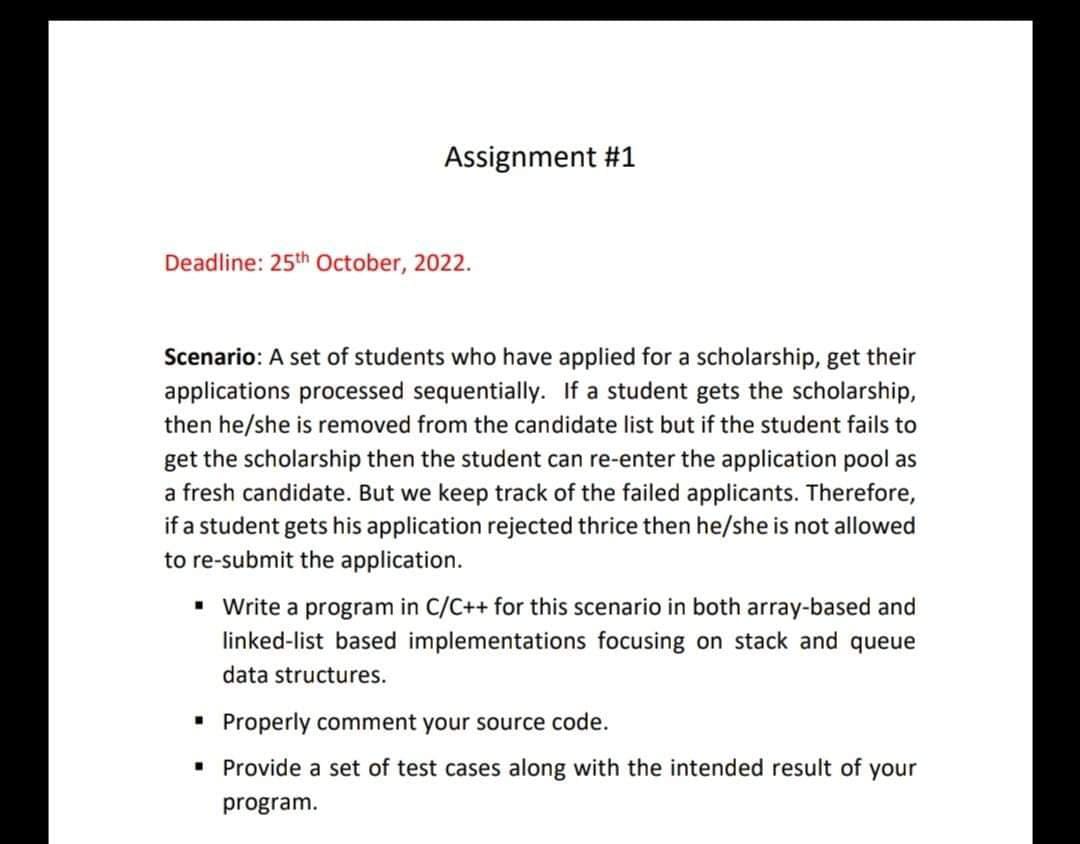 Assignment #1
Deadline: 25th October, 2022.
Scenario: A set of students who have applied for a scholarship, get their
applications processed sequentially. If a student gets the scholarship,
then he/she is removed from the candidate list but if the student fails to
get the scholarship then the student can re-enter the application pool as
a fresh candidate. But we keep track of the failed applicants. Therefore,
if a student gets his application rejected thrice then he/she is not allowed
to re-submit the application.
▪ Write a program in C/C++ for this scenario in both array-based and
linked-list based implementations focusing on stack and queue
data structures.
▪ Properly comment your source code.
▪ Provide a set of test cases along with the intended result of your
program.